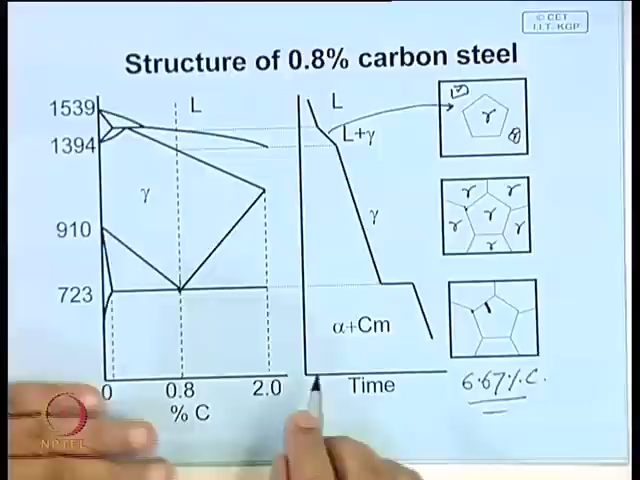 © CET
I.I.T. KGP
Structure of 0.8% carbon steel
1539
1394
910
723
L
γ
0
0.8
2.0
% C
L
L+γ
γ
α+Cm
Time
γ
γ
γ
γ
γ
γ
γ
6.67% C.
NPTEL